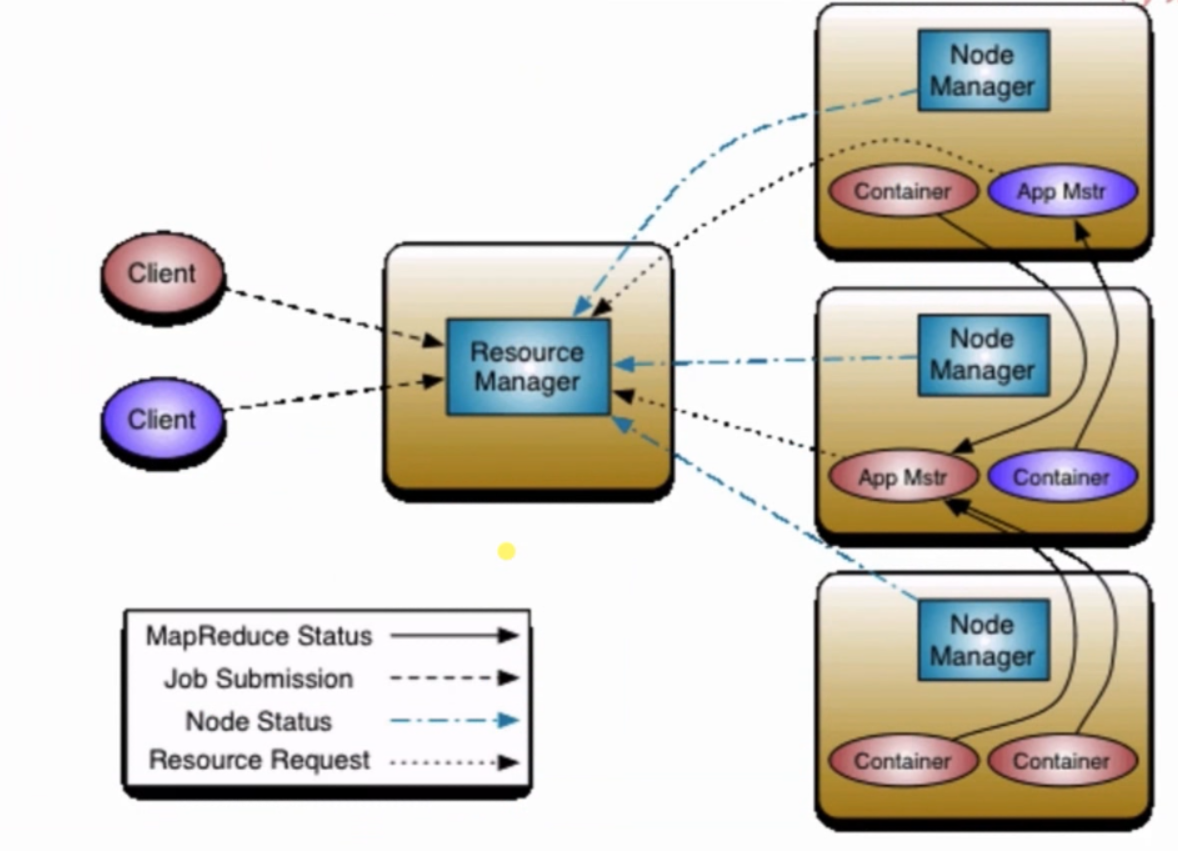 Client
Client
Resource
Manager
Node
Manager
Container
App Mstr
Node
Manager
App Mstr
Container
Node
Manager
Container
Container
MapReduce Status
Job Submission
Node Status
Resource Request